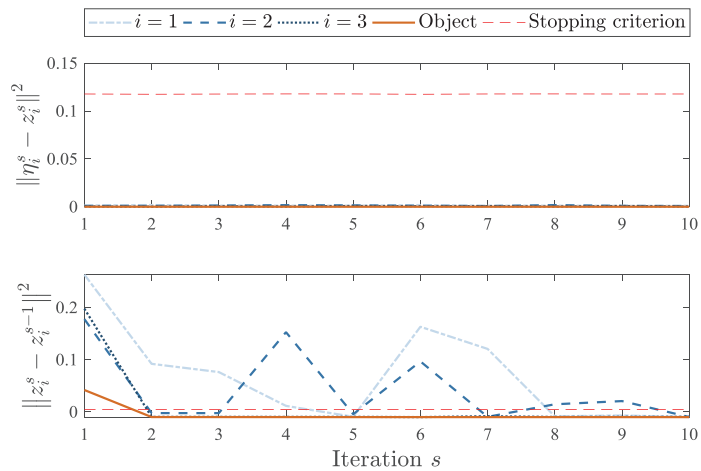 i = 1 i = 2 i = 3 Object Stopping criterion
||η_i^s − z_i^s||^2
0.15
0.1
0.05
0
1 2 3 4 5 6 7 8 9 10
||z_i^s − z_i^{s−1}||^2
0.2
0.1
0
1 2 3 4 5 6 7 8 9 10
Iteration s